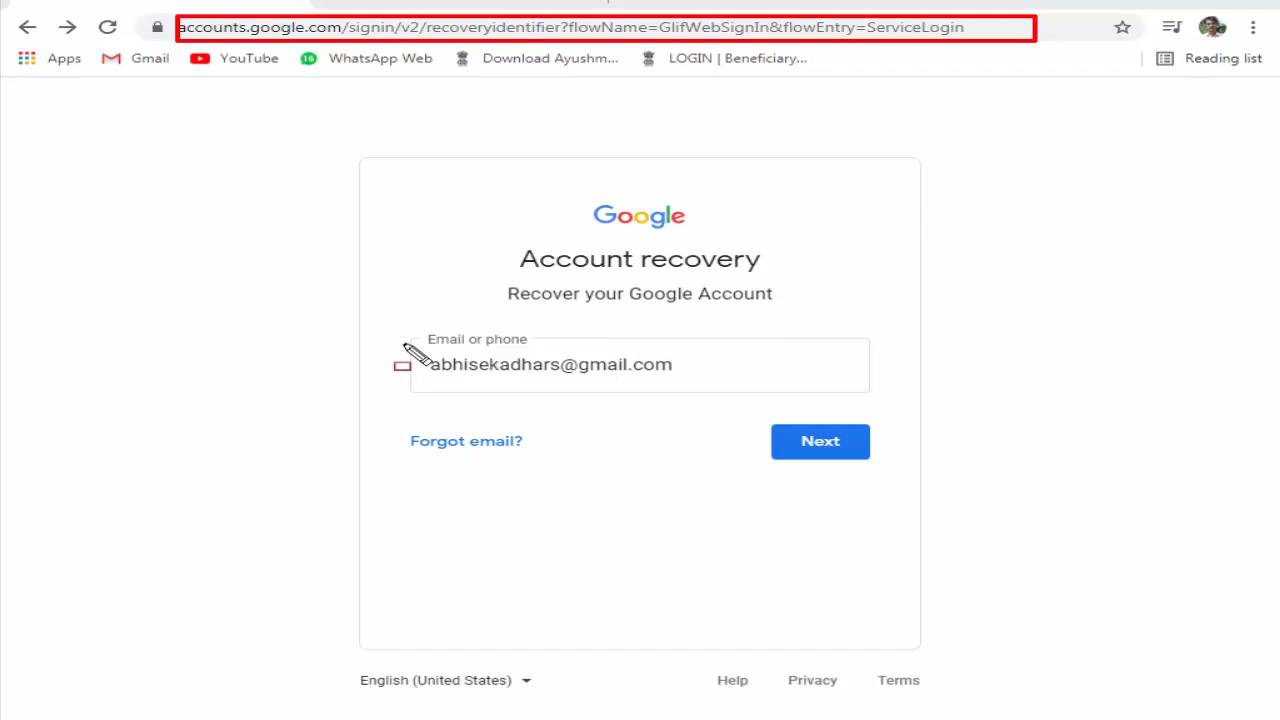 accounts.google.com/signin/v2/recoveryidentifier?flowName=GlifWebSignIn&flowEntry=ServiceLogin
Apps Gmail YouTube 16 WhatsApp Web Download Ayushm... LOGIN | Beneficiary... Reading list
Google
Account recovery
Recover your Google Account
Email or phone
abhisekadhars@gmail.com
Forgot email? Next
English (United States) Help Privacy Terms